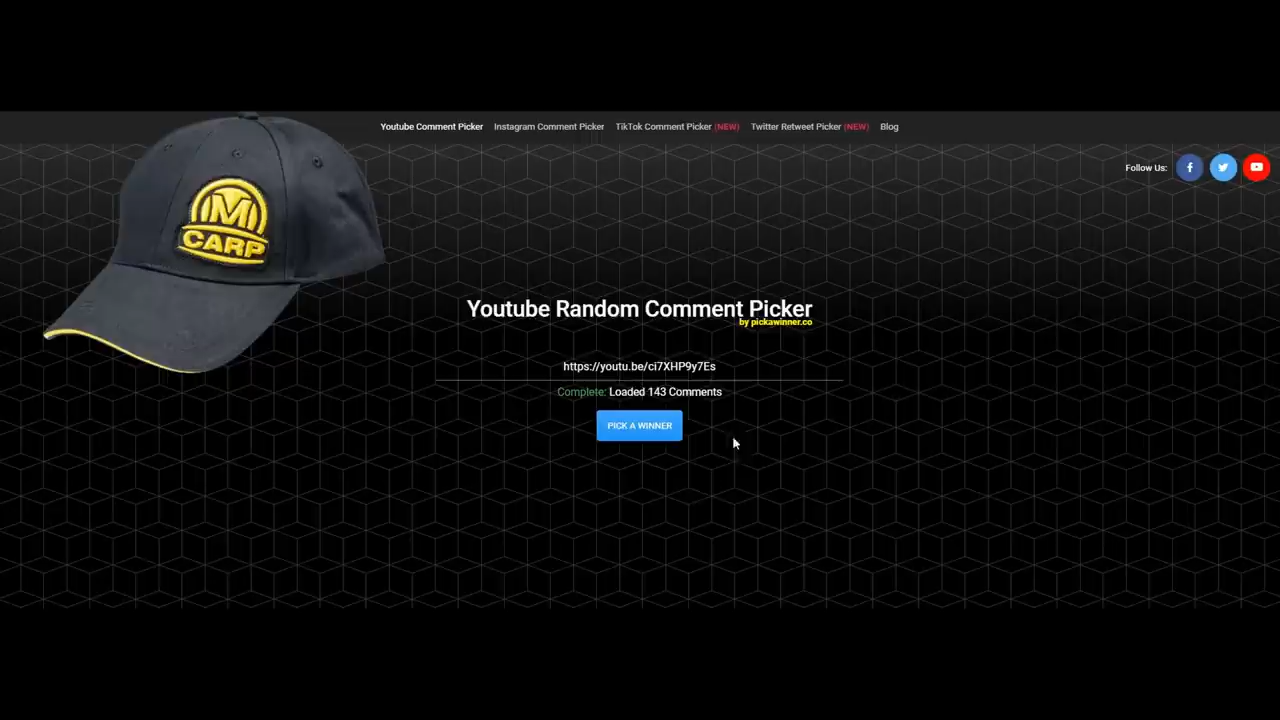 Youtube Comment Picker Instagram Comment Picker TikTok Comment Picker (NEW) Twitter Retweet Picker (NEW) Blog
Follow Us:
M
CARP
Youtube Random Comment Picker
by pickawinner.co
https://youtu.be/ci7XHP9y7Es
Complete: Loaded 143 Comments
PICK A WINNER